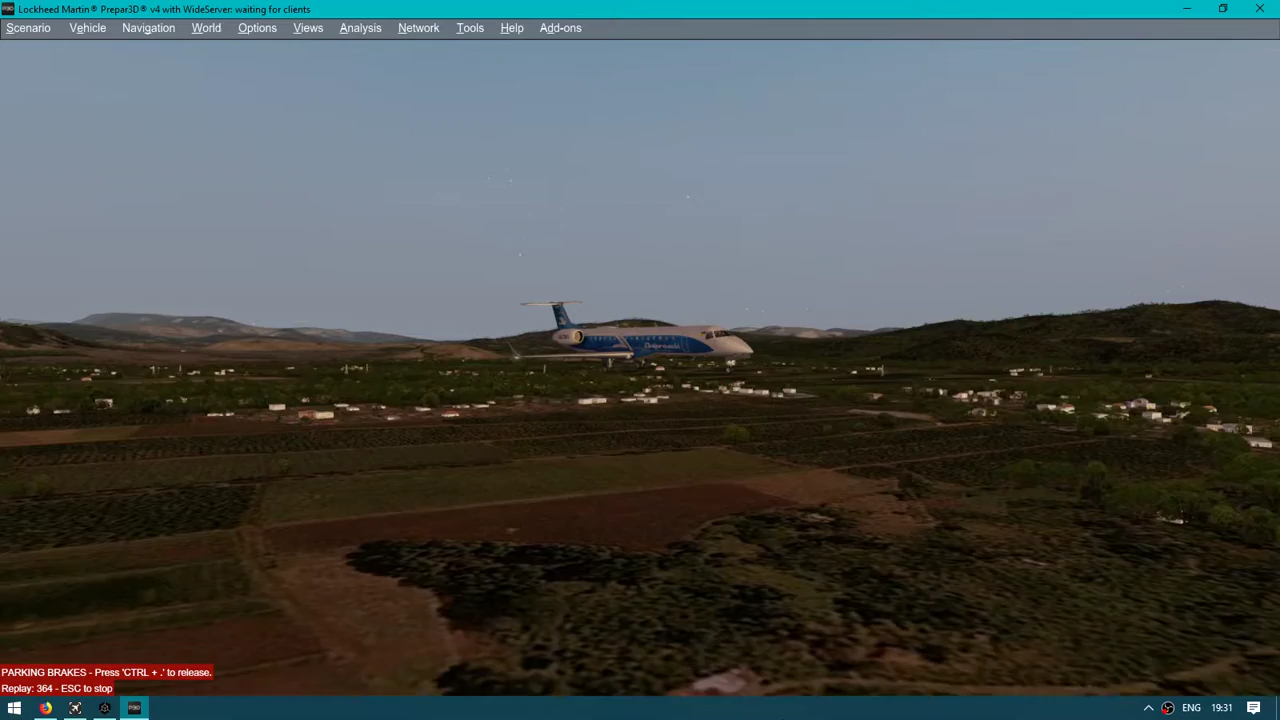 Lockheed Martin® Prepar3D® v4 with WideServer: waiting for clients
Scenario Vehicle Navigation World Options Views Analysis Network Tools Help Add-ons
PARKING BRAKES - Press 'CTRL + .' to release.
Replay: 364 - ESC to stop
ENG 19:31